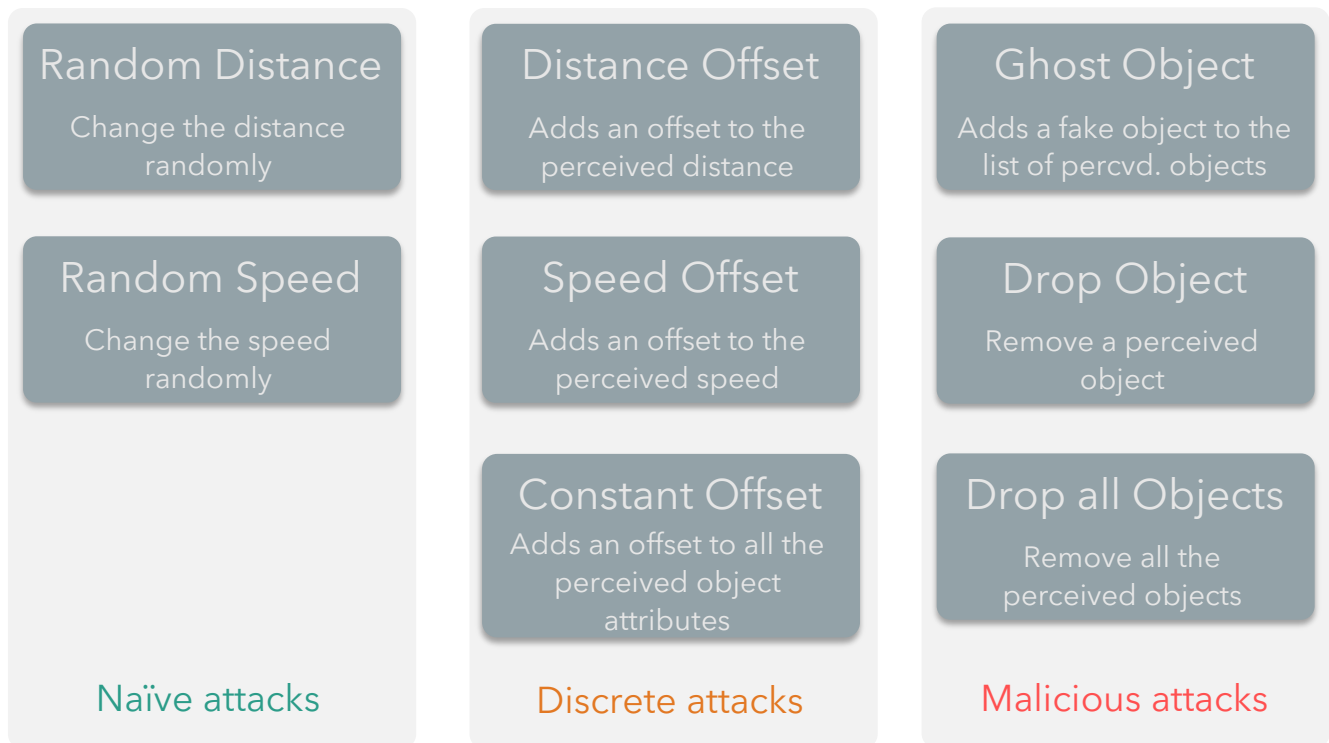 Random Distance
Change the distance
randomly
Random Speed
Change the speed
randomly
Naïve attacks
Distance Offset
Adds an offset to the
perceived distance
Speed Offset
Adds an offset to the
perceived speed
Constant Offset
Adds an offset to all the
perceived object
attributes
Discrete attacks
Ghost Object
Adds a fake object to the
list of percvd. objects
Drop Object
Remove a perceived
object
Drop all Objects
Remove all the
perceived objects
Malicious attacks